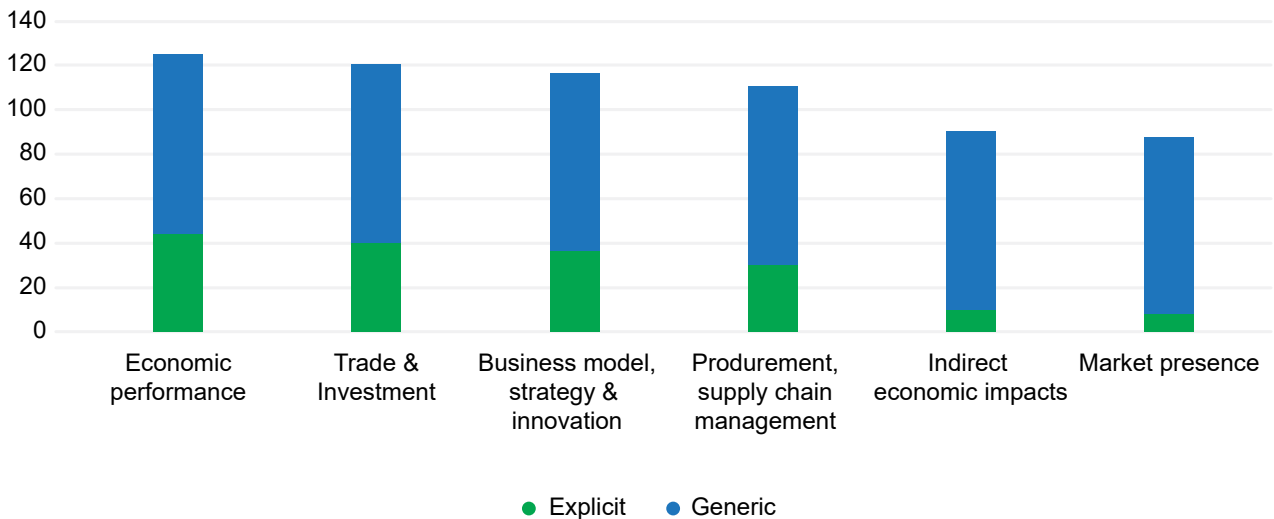 140
120
100
80
60
40
20
0
Economic
performance
Trade &
Investment
Business model,
strategy &
innovation
Produrement,
supply chain
management
Indirect
economic impacts
Market presence
Explicit
Generic